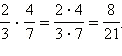 2/3 · 4/7 = 2 · 4/3 · 7 = 8/21